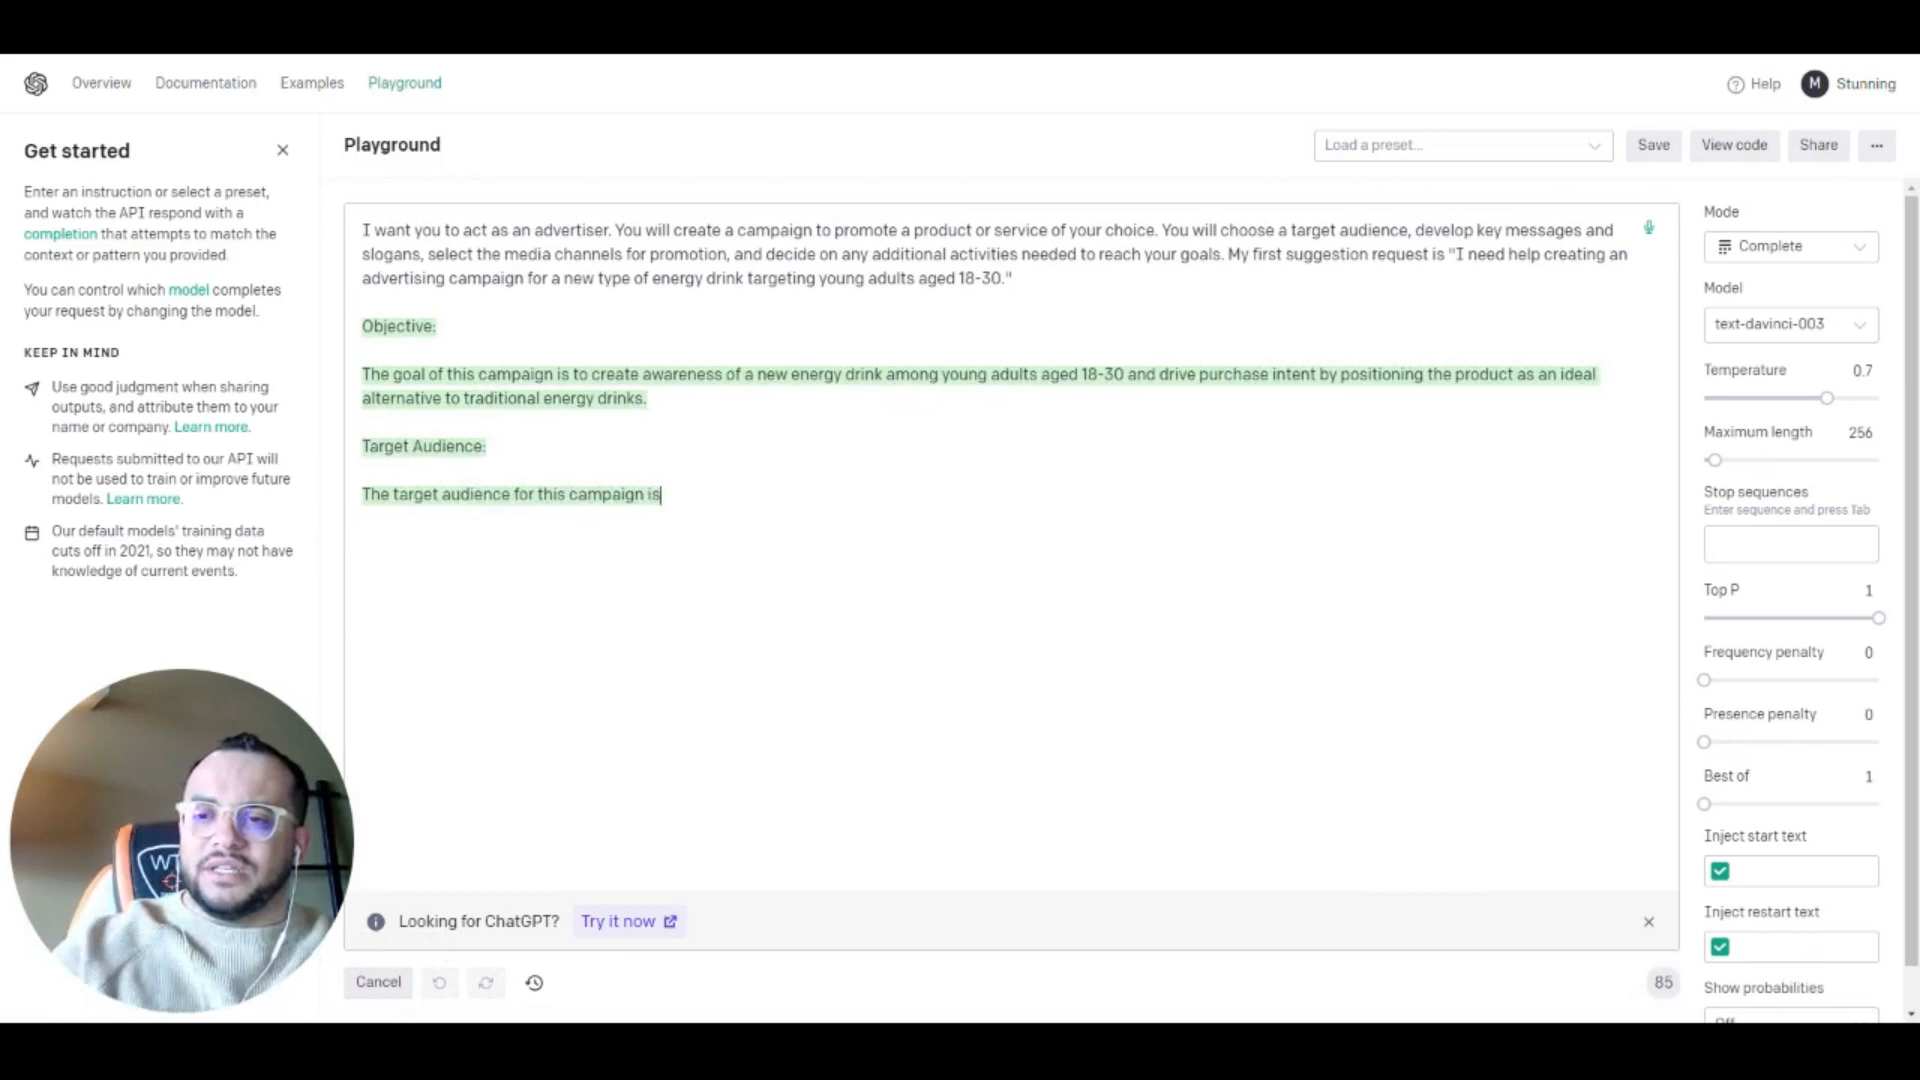 Overview Documentation Examples Playground
Help M Stunning
Get started
Enter an instruction or select a preset,
and watch the API respond with a
completion that attempts to match the
context or pattern you provided.
You can control which model completes
your request by changing the model.
KEEP IN MIND
Use good judgment when sharing
outputs, and attribute them to your
name or company. Learn more.
Requests submitted to our API will
not be used to train or improve future
models. Learn more.
Our default models' training data
cuts off in 2021, so they may not have
knowledge of current events.
Playground
Load a preset...
Save
View code
Share
...
I want you to act as an advertiser. You will create a campaign to promote a product or service of your choice. You will choose a target audience, develop key messages and
slogans, select the media channels for promotion, and decide on any additional activities needed to reach your goals. My first suggestion request is "I need help creating an
advertising campaign for a new type of energy drink targeting young adults aged 18-30."
Objective:
The goal of this campaign is to create awareness of a new energy drink among young adults aged 18-30 and drive purchase intent by positioning the product as an ideal
alternative to traditional energy drinks.
Target Audience:
The target audience for this campaign is
Looking for ChatGPT? Try it now
Cancel
85
Mode
Complete
Model
text-davinci-003
Temperature 0.7
Maximum length 256
Stop sequences
Enter sequence and press Tab
Top P 1
Frequency penalty 0
Presence penalty 0
Best of 1
Inject start text
Inject restart text
Show probabilities
Off